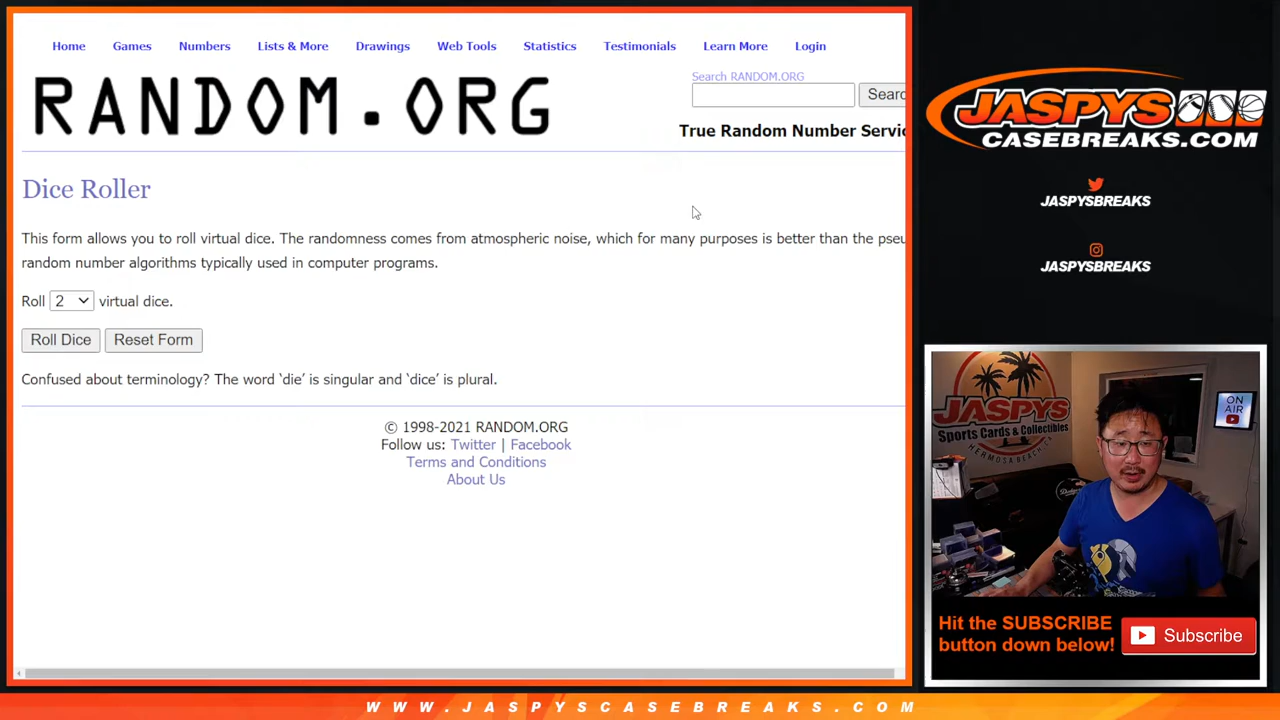 Home Games Numbers Lists & More Drawings Web Tools Statistics Testimonials Learn More Login
RANDOM.ORG
Search RANDOM.ORG
Searc
True Random Number Servic
Dice Roller
This form allows you to roll virtual dice. The randomness comes from atmospheric noise, which for many purposes is better than the pseu
random number algorithms typically used in computer programs.
Roll 2 virtual dice.
Roll Dice Reset Form
Confused about terminology? The word ‘die’ is singular and ‘dice’ is plural.
© 1998-2021 RANDOM.ORG
Follow us: Twitter | Facebook
Terms and Conditions
About Us
JASPYS
CASEBREAKS.COM
JASPYSBREAKS
JASPYSBREAKS
JASPYS
Sports Cards & Collectibles
HERMOSA BEACH, CA
ON
AIR
Dodgers
Hit the SUBSCRIBE
button down below!
Subscribe
WWW.JASPYSCASEBREAKS.COM